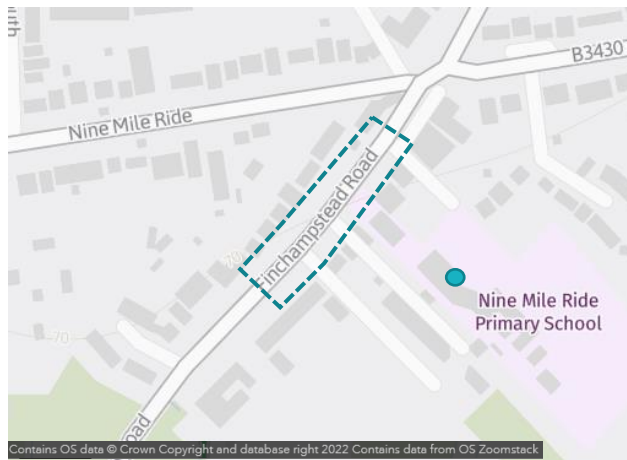 B3430
Nine Mile Ride
Finchampstead Road
Nine Mile Ride
Primary School
70
70
oad
Contains OS data © Crown Copyright and database right 2022 Contains data from OS Zoomstack